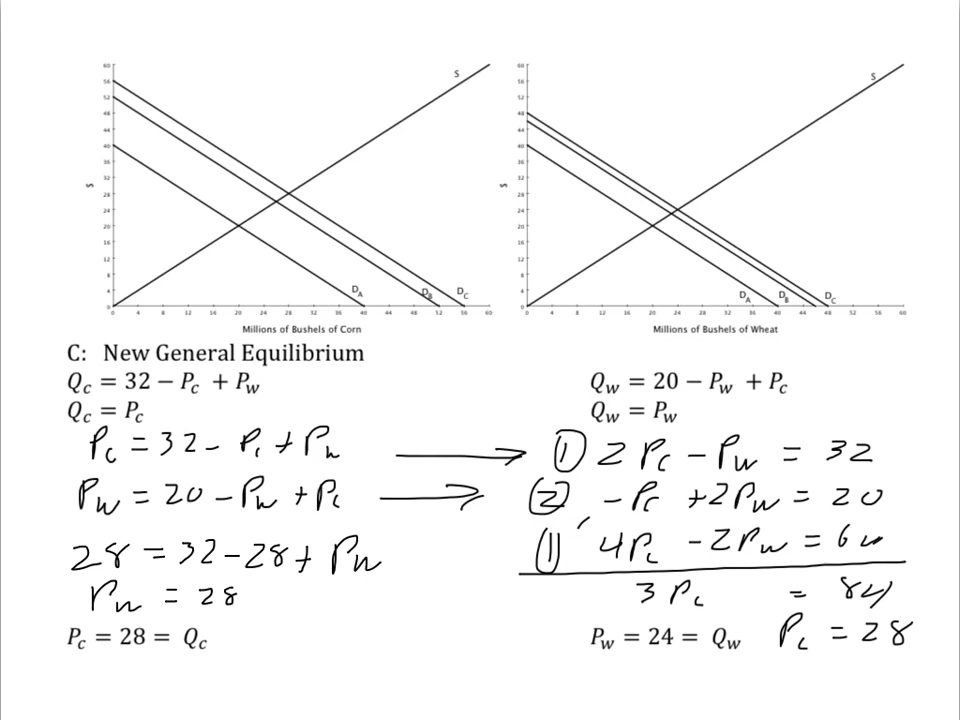 60 56 52 48 44 40 36 32 28 24 20 16 12 8 4 0
$
S
D_A D_B D_C
0 4 8 12 16 20 24 28 32 36 40 44 48 52 56 60
Millions of Bushels of Corn
60 56 52 48 44 40 36 32 28 24 20 16 12 8 4 0
$
S
D_A D_B D_C
0 4 8 12 16 20 24 28 32 36 40 44 48 52 56 60
Millions of Bushels of Wheat
C: New General Equilibrium
Q_c = 32 − P_c + P_w
Q_w = 20 − P_w + P_c
Q_c = P_c
Q_w = P_w
P_c = 32 - P_c + P_w
① 2P_c - P_w = 32
P_w = 20 - P_w + P_c
② -P_c + 2P_w = 20
28 = 32 - 28 + P_w
①' 4P_c - 2P_w = 64
P_w = 28
3P_c = 84
P_c = 28 = Q_c
P_w = 24 = Q_w
P_c = 28